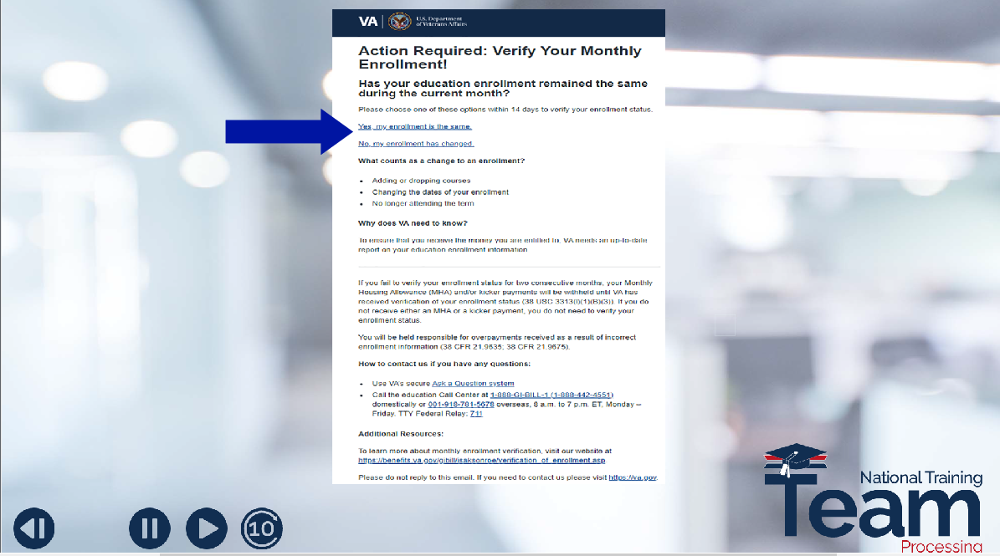 VA
U.S. Department
of Veterans Affairs
Action Required: Verify Your Monthly
Enrollment!
Has your education enrollment remained the same
during the current month?
Please choose one of these options within 14 days to verify your enrollment status.
Yes, my enrollment is the same.
No, my enrollment has changed.
What counts as a change to an enrollment?
• Adding or dropping courses
• Changing the dates of your enrollment
• No longer attending the term
Why does VA need to know?
To ensure that you receive the money you are entitled to, VA needs an up-to-date
report on your education enrollment information.
If you fail to verify your enrollment status for two consecutive months, your Monthly
Housing Allowance (MHA) and/or kicker payments will be withheld until VA has
received verification of your enrollment status (38 USC 3313(l)(1)(B)(3)). If you do
not receive either an MHA or a kicker payment, you do not need to verify your
enrollment status.
You will be held responsible for overpayments received as a result of incorrect
enrollment information (38 CFR 21.9635; 38 CFR 21.9675).
How to contact us if you have any questions:
• Use VA's secure Ask a Question system
• Call the education Call Center at 1-888-GI-BILL-1 (1-888-442-4551)
domestically or 001-918-781-5678 overseas, 8 a.m. to 7 p.m. ET, Monday –
Friday. TTY Federal Relay: 711
Additional Resources:
To learn more about monthly enrollment verification, visit our website at
https://benefits.va.gov/gibill/isaksonroe/verification_of_enrollment.asp
Please do not reply to this email. If you need to contact us please visit https://va.gov.
10
National Training
Team
Processing